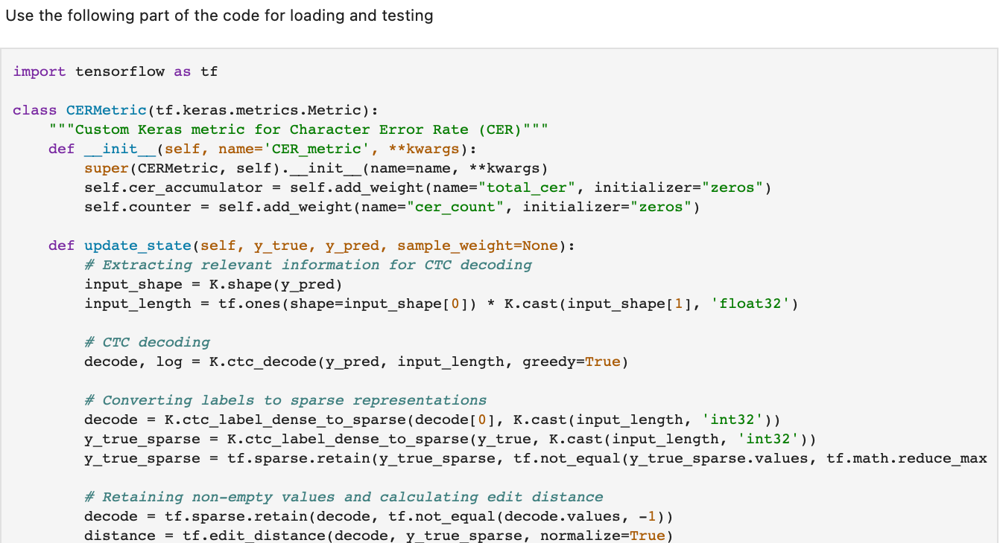 Use the following part of the code for loading and testing
import tensorflow as tf
class CERMetric(tf.keras.metrics.Metric):
    """Custom Keras metric for Character Error Rate (CER)"""
    def __init__(self, name='CER_metric', **kwargs):
        super(CERMetric, self).__init__(name=name, **kwargs)
        self.cer_accumulator = self.add_weight(name="total_cer", initializer="zeros")
        self.counter = self.add_weight(name="cer_count", initializer="zeros")
    def update_state(self, y_true, y_pred, sample_weight=None):
        # Extracting relevant information for CTC decoding
        input_shape = K.shape(y_pred)
        input_length = tf.ones(shape=input_shape[0]) * K.cast(input_shape[1], 'float32')
        # CTC decoding
        decode, log = K.ctc_decode(y_pred, input_length, greedy=True)
        # Converting labels to sparse representations
        decode = K.ctc_label_dense_to_sparse(decode[0], K.cast(input_length, 'int32'))
        y_true_sparse = K.ctc_label_dense_to_sparse(y_true, K.cast(input_length, 'int32'))
        y_true_sparse = tf.sparse.retain(y_true_sparse, tf.not_equal(y_true_sparse.values, tf.math.reduce_max
        # Retaining non-empty values and calculating edit distance
        decode = tf.sparse.retain(decode, tf.not_equal(decode.values, -1))
        distance = tf.edit_distance(decode, y_true_sparse, normalize=True)